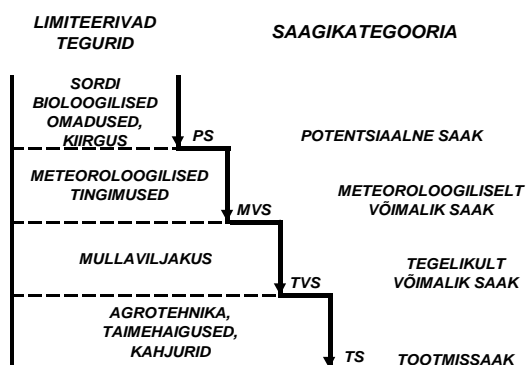 LIMITEERIVAD
TEGURID
SAAGIKATEGOORIA
SORDI
BIOLOOGILISED
OMADUSED,
KIIRGUS
PS
POTENTSIAALNE SAAK
METEOROLOOGILISED
TINGIMUSED
MVS
METEOROLOOGILISELT
VÕIMALIK SAAK
MULLAVILJAKUS
TVS
TEGELIKULT
VÕIMALIK SAAK
AGROTEHNIKA,
TAIMEHAIGUSED,
KAHJURID
TS
TOOTMISSAAK